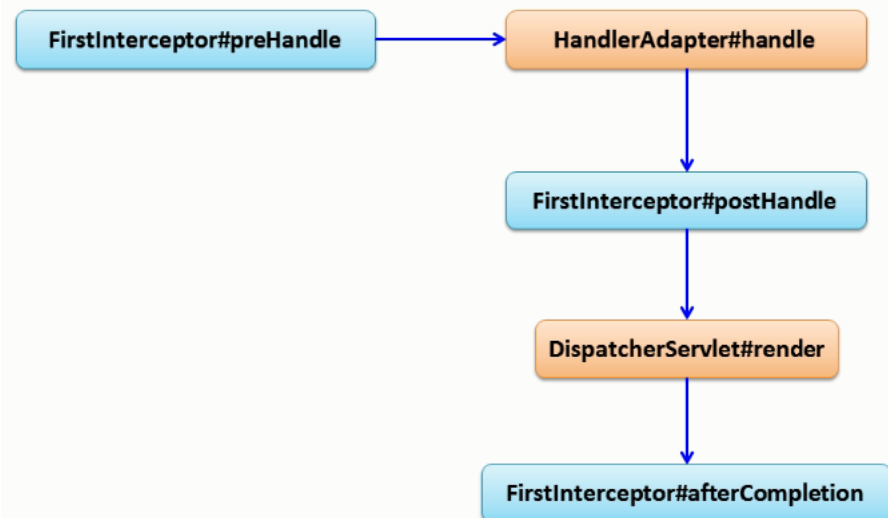 FirstInterceptor#preHandle
HandlerAdapter#handle
FirstInterceptor#postHandle
DispatcherServlet#render
FirstInterceptor#afterCompletion